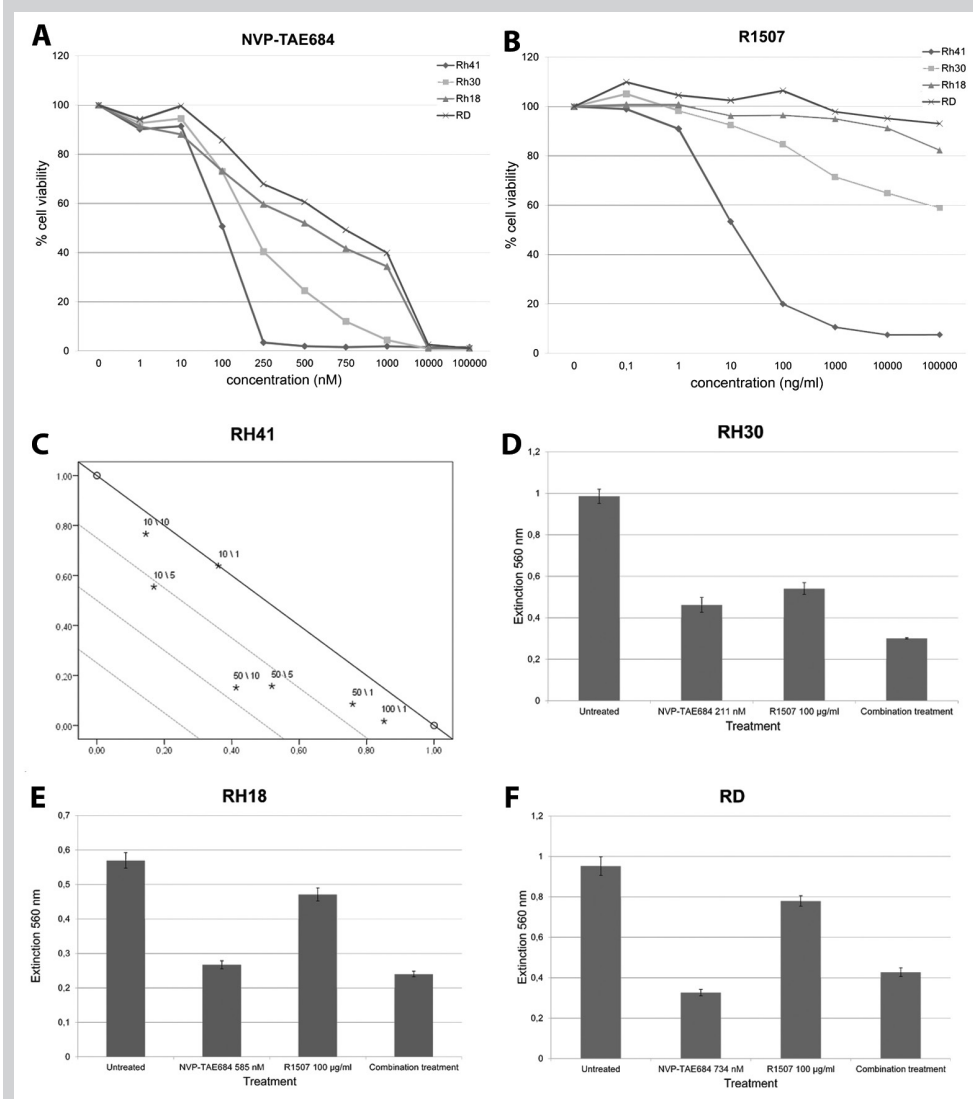 A
NVP-TAE684
120
100
80
60
40
20
0
% cell viability
0 1 10 100 250 500 750 1000 10000 100000
concentration (nM)
Rh41
Rh30
Rh18
RD
B
R1507
120
100
80
60
40
20
0
% cell viability
0 0,1 1 10 100 1000 10000 100000
concentration (ng/ml)
Rh41
Rh30
Rh18
RD
C
RH41
1.00
0.80
0.60
0.40
0.20
0.00
10 \ 10
10 \ 1
10 \ 5
50 \ 10
50 \ 5
50 \ 1
100 \ 1
0.00 0.20 0.40 0.60 0.80 1.00
D
RH30
1,2
1
0,8
0,6
0,4
0,2
0
Extinction 560 nm
Untreated NVP-TAE684 211 nM R1507 100 µg/ml Combination treatment
Treatment
E
RH18
0,7
0,6
0,5
0,4
0,3
0,2
0,1
0
Extinction 560 nm
Untreated NVP-TAE684 585 nM R1507 100 µg/ml Combination treatment
Treatment
F
RD
1,2
1
0,8
0,6
0,4
0,2
0
Extinction 560 nm
Untreated NVP-TAE684 734 nM R1507 100 µg/ml Combination treatment
Treatment